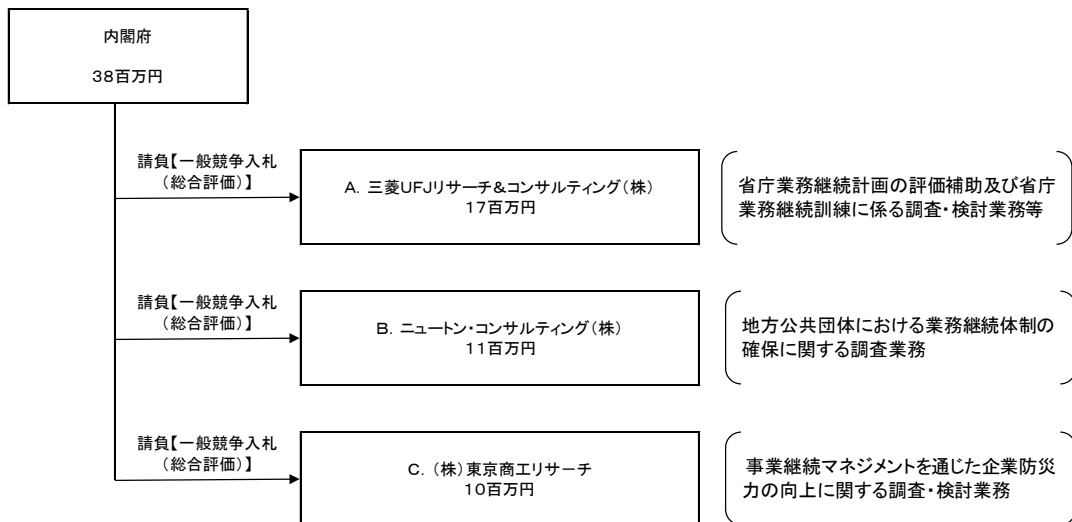 内閣府
38百万円
請負【一般競争入札
(総合評価)】
A. 三菱UFJリサーチ&コンサルティング(株)
17百万円
省庁業務継続計画の評価補助及び省庁
業務継続訓練に係る調査・検討業務等
請負【一般競争入札
(総合評価)】
B. ニュートン・コンサルティング(株)
11百万円
地方公共団体における業務継続体制の
確保に関する調査業務
請負【一般競争入札
(総合評価)】
C. (株)東京商工リサーチ
10百万円
事業継続マネジメントを通じた企業防災
力の向上に関する調査・検討業務